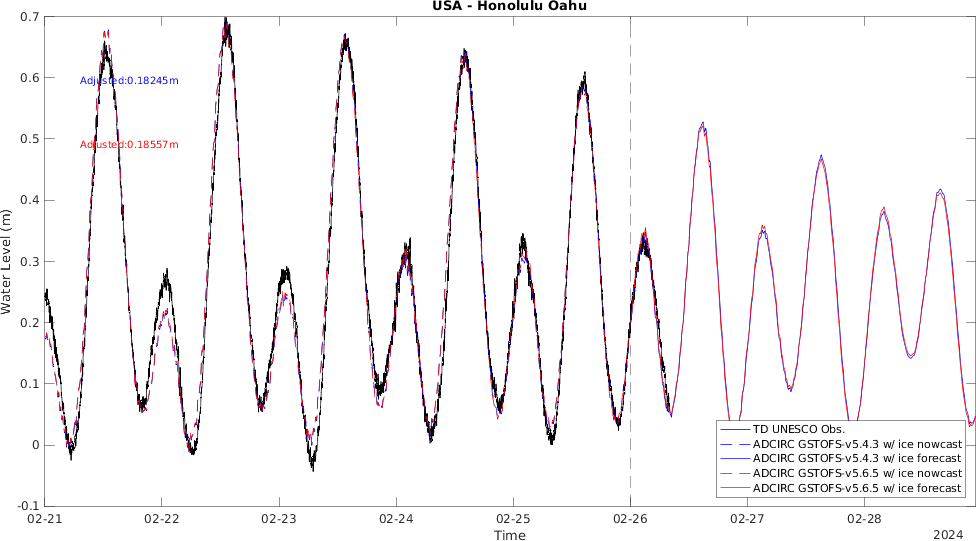 USA - Honolulu Oahu
0.7
0.6
0.5
0.4
0.3
0.2
0.1
0
-0.1
Water Level (m)
Adjusted:0.18245m
Adjusted:0.18557m
TD UNESCO Obs.
ADCIRC GSTOFS-v5.4.3 w/ ice nowcast
ADCIRC GSTOFS-v5.4.3 w/ ice forecast
ADCIRC GSTOFS-v5.6.5 w/ ice nowcast
ADCIRC GSTOFS-v5.6.5 w/ ice forecast
02-21 02-22 02-23 02-24 02-25 02-26 02-27 02-28
Time
2024